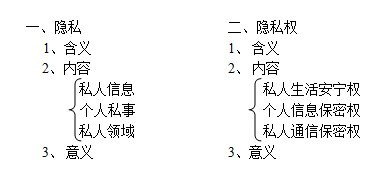 一、隐私
1、含义
2、内容
私人信息
个人私事
私人领域
3、意义
二、隐私权
1、含义
2、内容
私人生活安宁权
个人信息保密权
私人通信保密权
3、意义